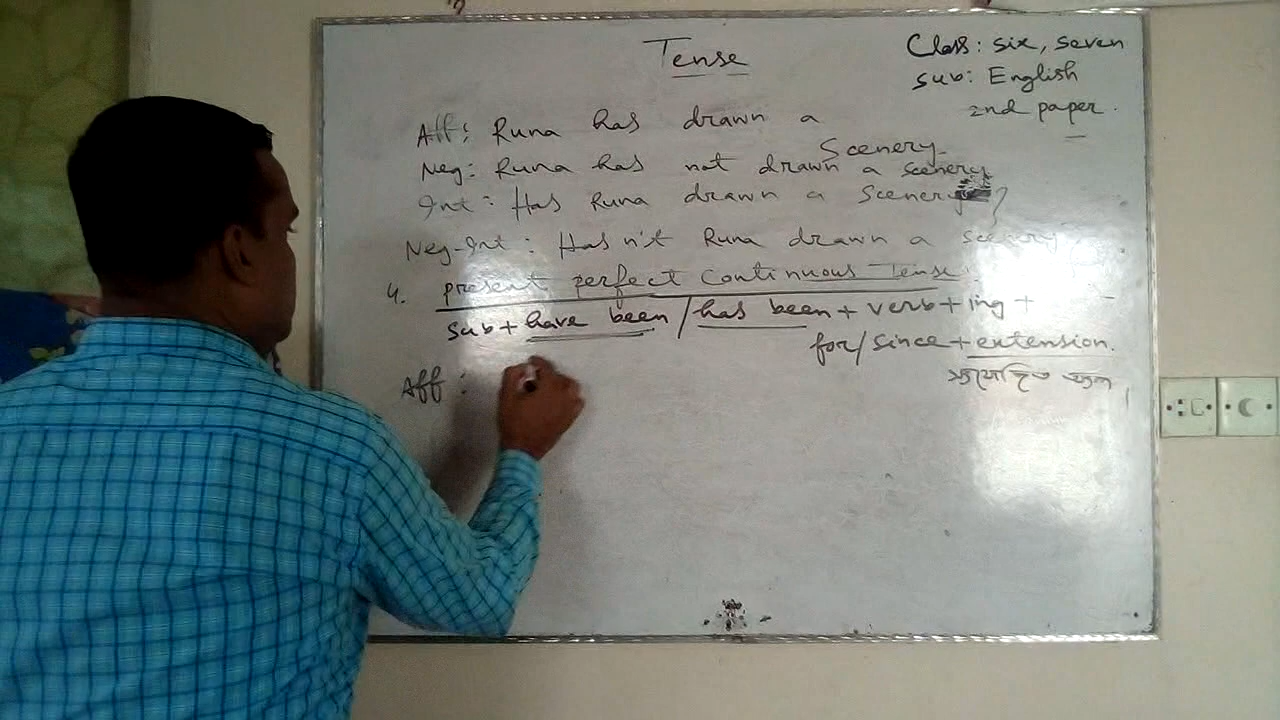 Tense
Class: six, seven
sub: English
2nd paper.
Aff: Runa has drawn a
Scenery.
Neg: Runa has not drawn a scenery
Int: Has Runa drawn a Scenery ?
Neg-Int: Has n't Runa drawn a scenery
4. present perfect Continuous Tense:
sub + have been / has been + verb + ing +
for/since + extension.
Aff: